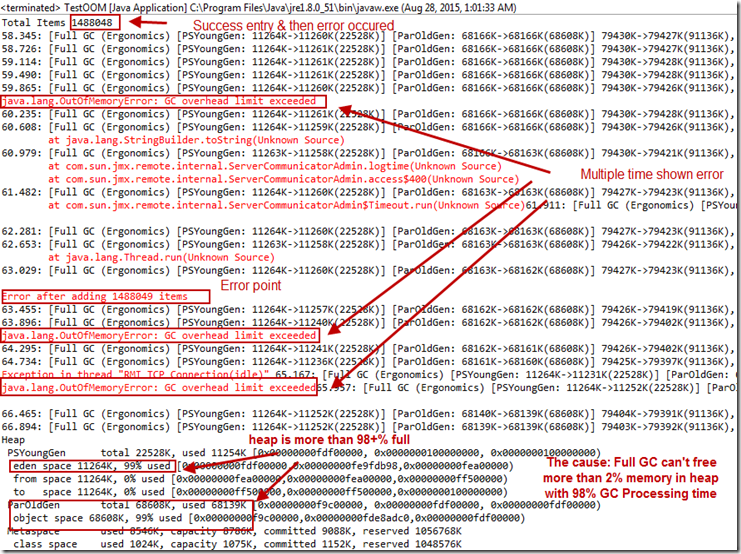 <terminated> TestOOM [Java Application] C:\Program Files\Java\jre1.8.0_51\bin\javaw.exe (Aug 28, 2015, 1:01:33 AM)
Total Items 1488048
Success entry & then error occured
58.345: [Full GC (Ergonomics) [PSYoungGen: 11264K->11260K(22528K)] [ParOldGen: 68166K->68166K(68608K)] 79430K->79427K(91136K),
58.728: [Full GC (Ergonomics) [PSYoungGen: 11264K->11261K(22528K)] [ParOldGen: 68166K->68166K(68608K)] 79430K->79427K(91136K),
59.114: [Full GC (Ergonomics) [PSYoungGen: 11264K->11261K(22528K)] [ParOldGen: 68166K->68166K(68608K)] 79430K->79428K(91136K),
59.490: [Full GC (Ergonomics) [PSYoungGen: 11264K->11261K(22528K)] [ParOldGen: 68166K->68166K(68608K)] 79430K->79428K(91136K),
59.865: [Full GC (Ergonomics) [PSYoungGen: 11264K->11260K(22528K)] [ParOldGen: 68166K->68166K(68608K)] 79430K->79427K(91136K),
java.lang.OutOfMemoryError: GC overhead limit exceeded
60.235: [Full GC (Ergonomics) [PSYoungGen: 11264K->11261K(22528K)] [ParOldGen: 68166K->68166K(68608K)] 79430K->79428K(91136K),
60.608: [Full GC (Ergonomics) [PSYoungGen: 11264K->11259K(22528K)] [ParOldGen: 68166K->68166K(68608K)] 79430K->79426K(91136K),
at java.lang.StringBuilder.toString(Unknown Source)
60.979: [Full GC (Ergonomics) [PSYoungGen: 11263K->11258K(22528K)] [ParOldGen: 68166K->68163K(68608K)] 79430K->79421K(91136K),
at com.sun.jmx.remote.internal.ServerCommunicatorAdmin.logtime(Unknown Source)
at com.sun.jmx.remote.internal.ServerCommunicatorAdmin.access$400(Unknown Source)
Multiple time shown error
61.482: [Full GC (Ergonomics) [PSYoungGen: 11264K->11260K(22528K)] [ParOldGen: 68163K->68163K(68608K)] 79427K->79423K(91136K),
at com.sun.jmx.remote.internal.ServerCommunicatorAdmin$Timeout.run(Unknown Source)61.911: [Full GC (Ergonomics) [PSYou
62.281: [Full GC (Ergonomics) [PSYoungGen: 11263K->11260K(22528K)] [ParOldGen: 68163K->68163K(68608K)] 79427K->79423K(91136K),
62.653: [Full GC (Ergonomics) [PSYoungGen: 11263K->11258K(22528K)] [ParOldGen: 68163K->68162K(68608K)] 79427K->79421K(91136K),
at java.lang.Thread.run(Unknown Source)
63.029: [Full GC (Ergonomics) [PSYoungGen: 11264K->11260K(22528K)] [ParOldGen: 68162K->68162K(68608K)] 79427K->79423K(91136K),
Error point
Error after adding 1488049 items
63.455: [Full GC (Ergonomics) [PSYoungGen: 11264K->11257K(22528K)] [ParOldGen: 68162K->68162K(68608K)] 79426K->79419K(91136K),
63.896: [Full GC (Ergonomics) [PSYoungGen: 11264K->11240K(22528K)] [ParOldGen: 68162K->68161K(68608K)] 79426K->79402K(91136K),
java.lang.OutOfMemoryError: GC overhead limit exceeded
64.295: [Full GC (Ergonomics) [PSYoungGen: 11264K->11241K(22528K)] [ParOldGen: 68162K->68161K(68608K)] 79426K->79402K(91136K),
64.734: [Full GC (Ergonomics) [PSYoungGen: 11264K->11236K(22528K)] [ParOldGen: 68161K->68160K(68608K)] 79425K->79397K(91136K),
Exception in thread "RMI TCP Connection(idle)" 65.167: [Full GC (Ergonomics) [PSYoungGen: 11264K->11231K(22528K)] [ParOldGen: 68
java.lang.OutOfMemoryError: GC overhead limit exceeded [Full GC (Ergonomics) [PSYoungGen: 11264K->11252K(22528K)] [ParOldGen: 68
66.465: [Full GC (Ergonomics) [PSYoungGen: 11264K->11252K(22528K)] [ParOldGen: 68140K->68139K(68608K)] 79404K->79391K(91136K),
66.894: [Full GC (Ergonomics) [PSYoungGen: 11264K->11252K(22528K)] [ParOldGen: 68139K->68139K(68608K)] 79403K->79391K(91136K),
Heap
heap is more than 98+% full
PSYoungGen total 22528K, used 11254K [0x00000000fdf00000, 0x0000000100000000, 0x0000000100000000)
eden space 11264K, 99% used [0x00000000fdf00000,0x00000000fe9fdb98,0x00000000fea00000)
from space 11264K, 0% used [0x00000000fea00000,0x00000000fea00000,0x00000000ff500000)
to space 11264K, 0% used [0x00000000ff500000,0x00000000ff500000,0x0000000100000000)
The cause: Full GC can't free
more than 2% memory in heap
with 98% GC Processing time
ParOldGen total 68608K, used 68139K [0x00000000f9c00000, 0x00000000fdf00000, 0x00000000fdf00000)
object space 68608K, 99% used [0x00000000f9c00000,0x00000000fde8adc0,0x00000000fdf00000)
Metaspace used 8546K, capacity 8786K, committed 9088K, reserved 1056768K
class space used 1024K, capacity 1075K, committed 1152K, reserved 1048576K